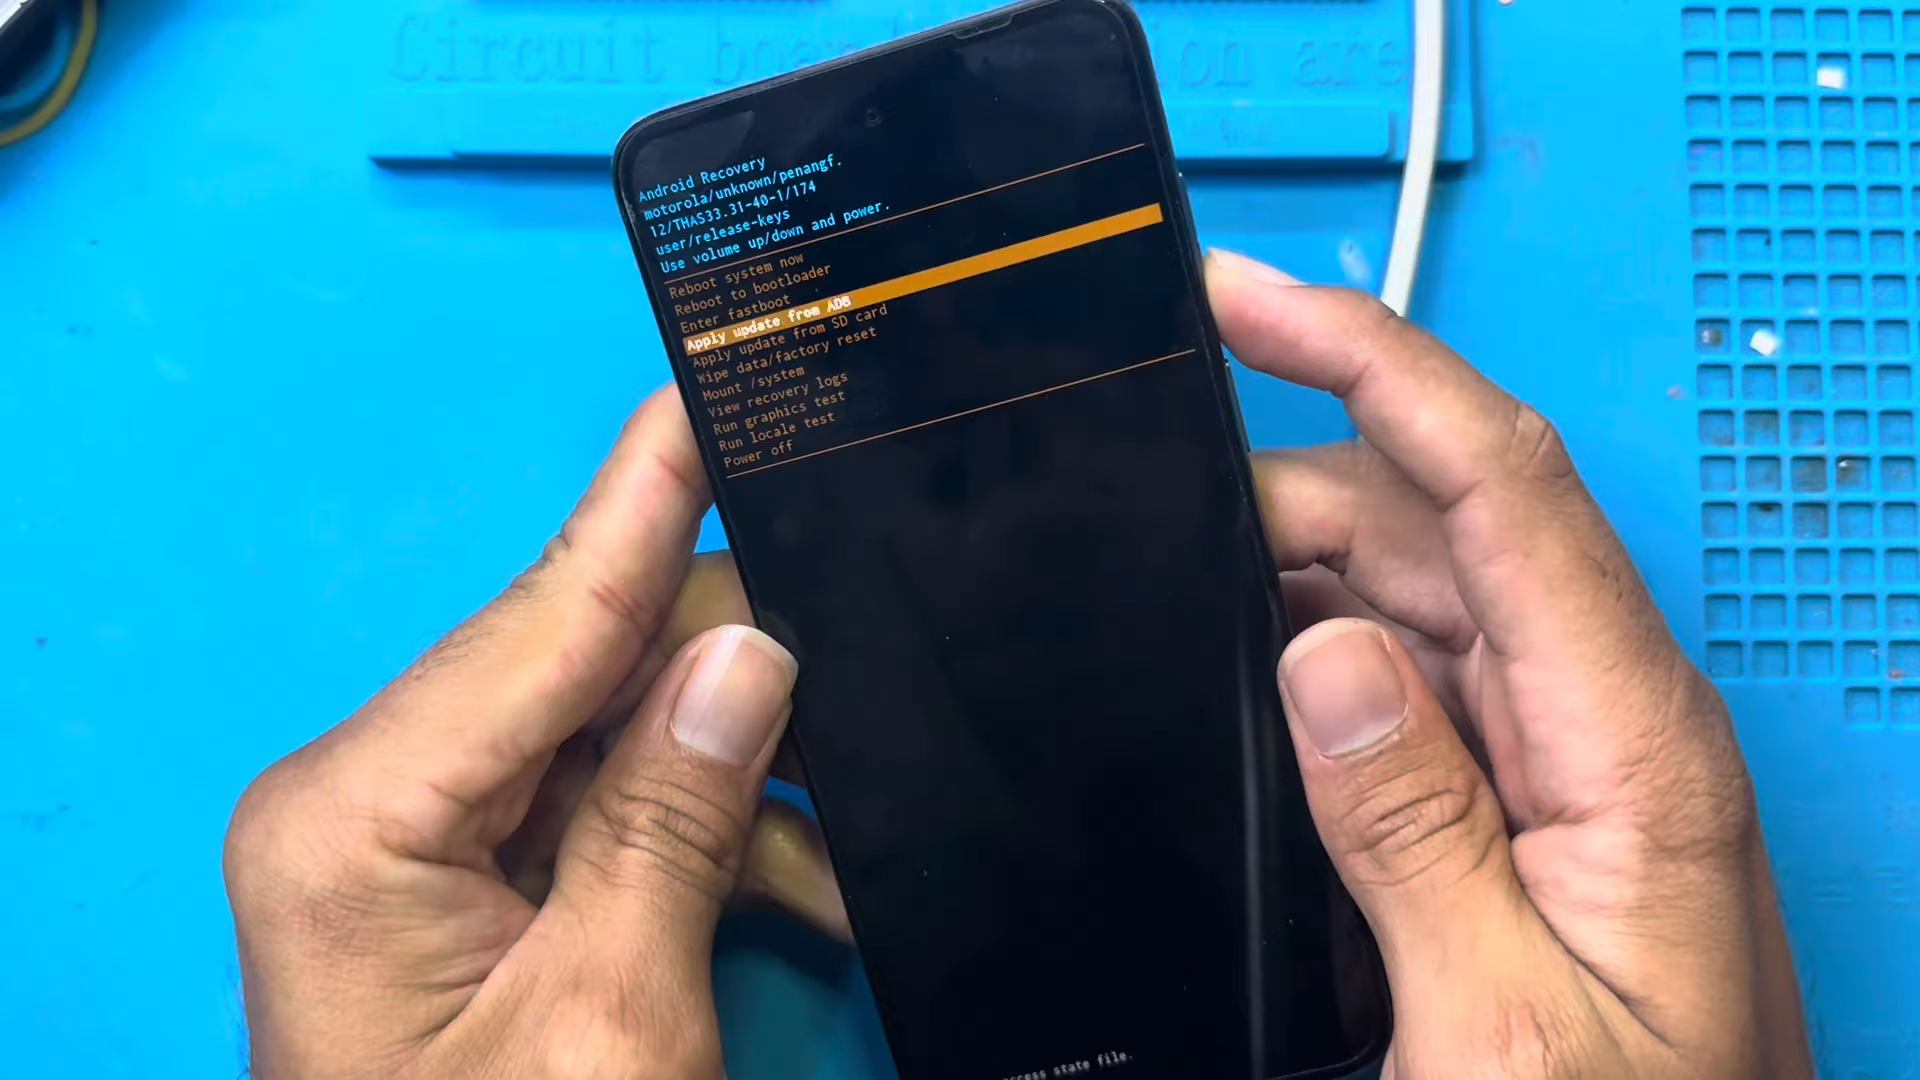 Circuit
Android Recovery
motorola/unknown/penangf.
12/THAS33.31-40-1/174
user/release-keys
Use volume up/down and power.
Reboot system now
Reboot to bootloader
Enter fastboot
Apply update from ADB
Apply update from SD card
Wipe data/factory reset
Mount /system
View recovery logs
Run graphics test
Run locale test
Power off
state file.